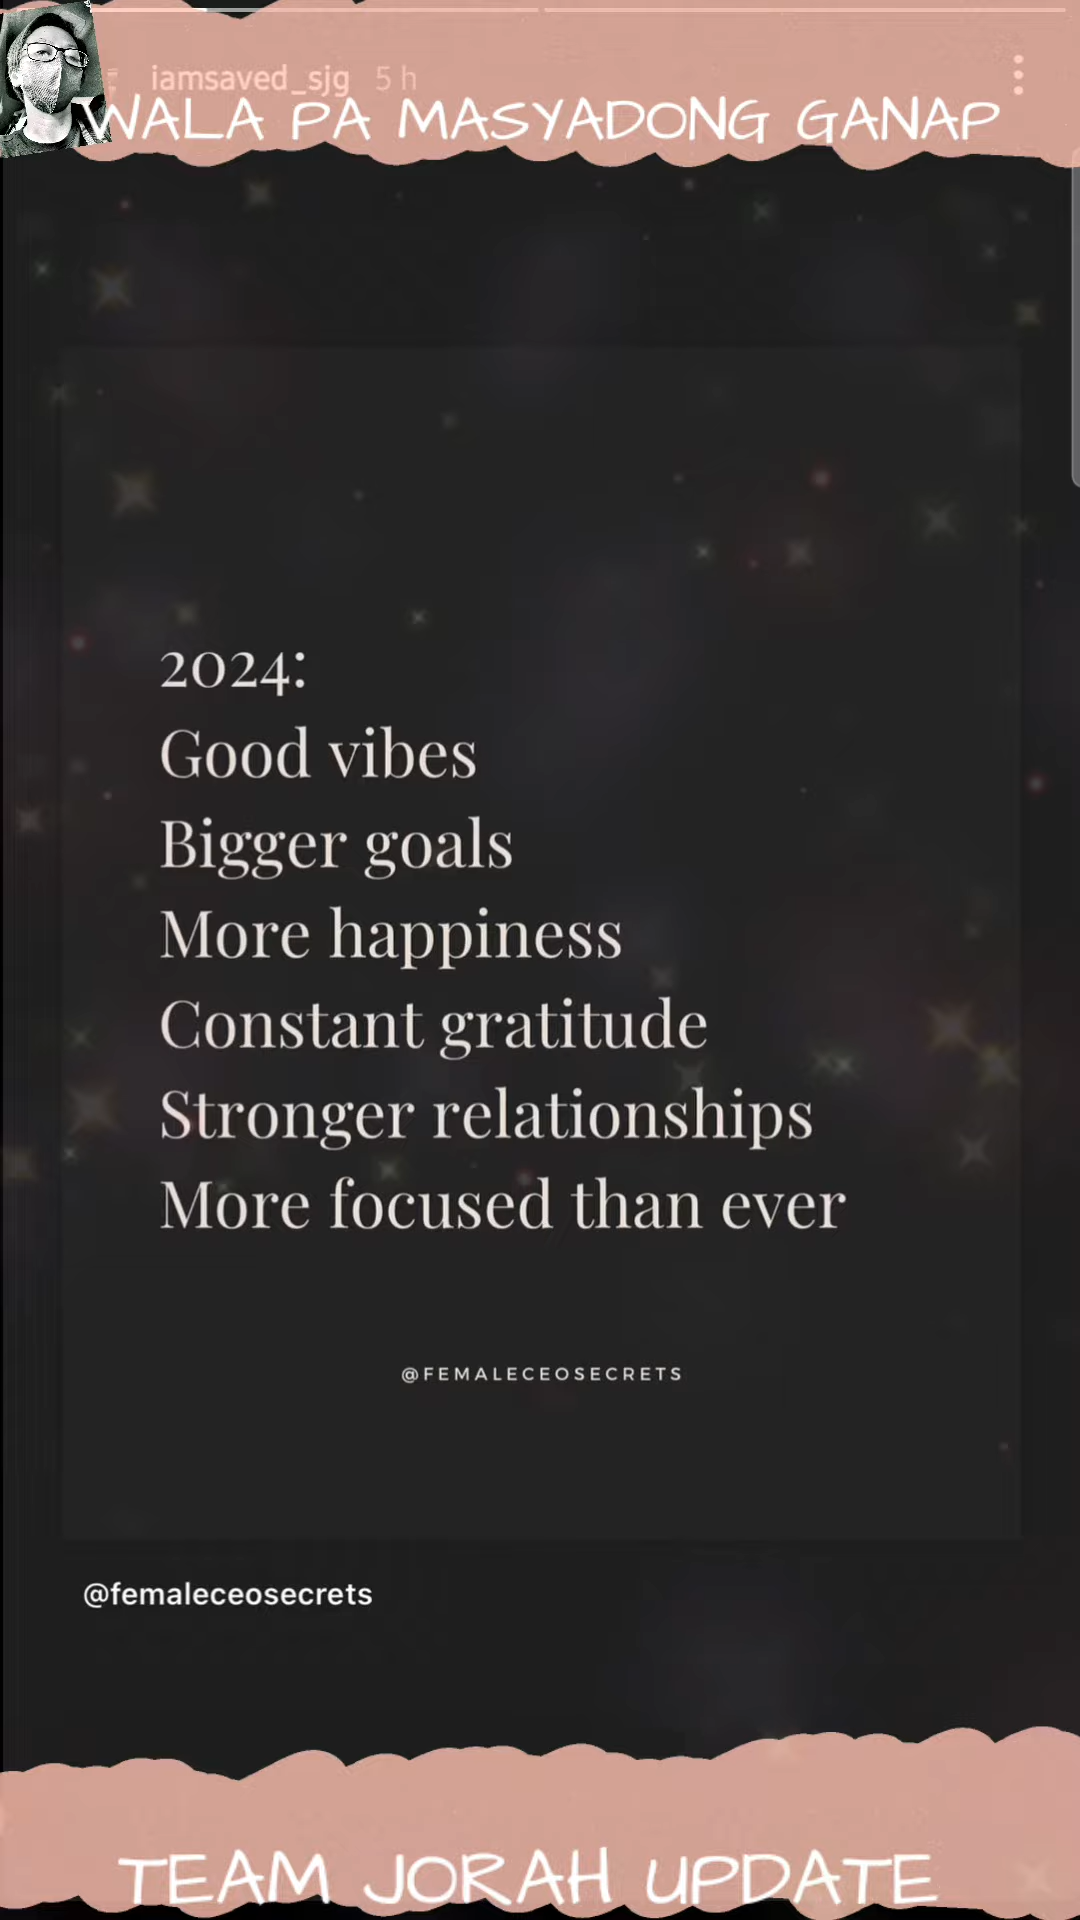 iamsaved_sjg 5 h
WALA PA MASYADONG GANAP
2024:
Good vibes
Bigger goals
More happiness
Constant gratitude
Stronger relationships
More focused than ever
@FEMALECEOSECRETS
@femaleceosecrets
TEAM JORAH UPDATE